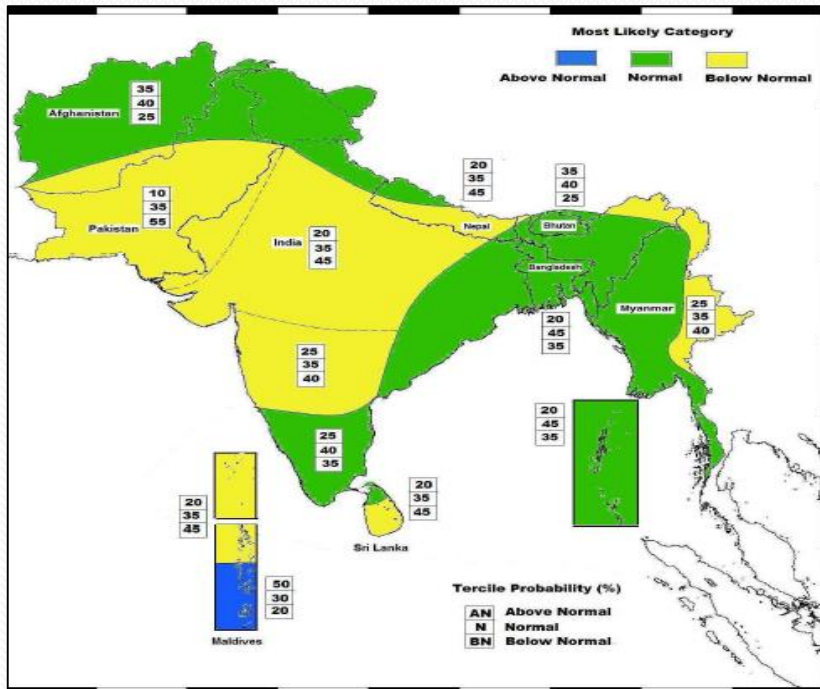 Most Likely Category
Above Normal Normal Below Normal
35
40
25
Afghanistan
20
35
45
35
40
25
10
35
55
Pakistan
India
20
35
45
Nepal
Bhutan
Bangladesh
Myanmar
25
35
40
20
45
35
25
35
40
20
45
35
25
40
35
20
35
45
20
35
45
Sri Lanka
50
30
20
Maldives
Tercile Probability (%)
AN Above Normal
N Normal
BN Below Normal